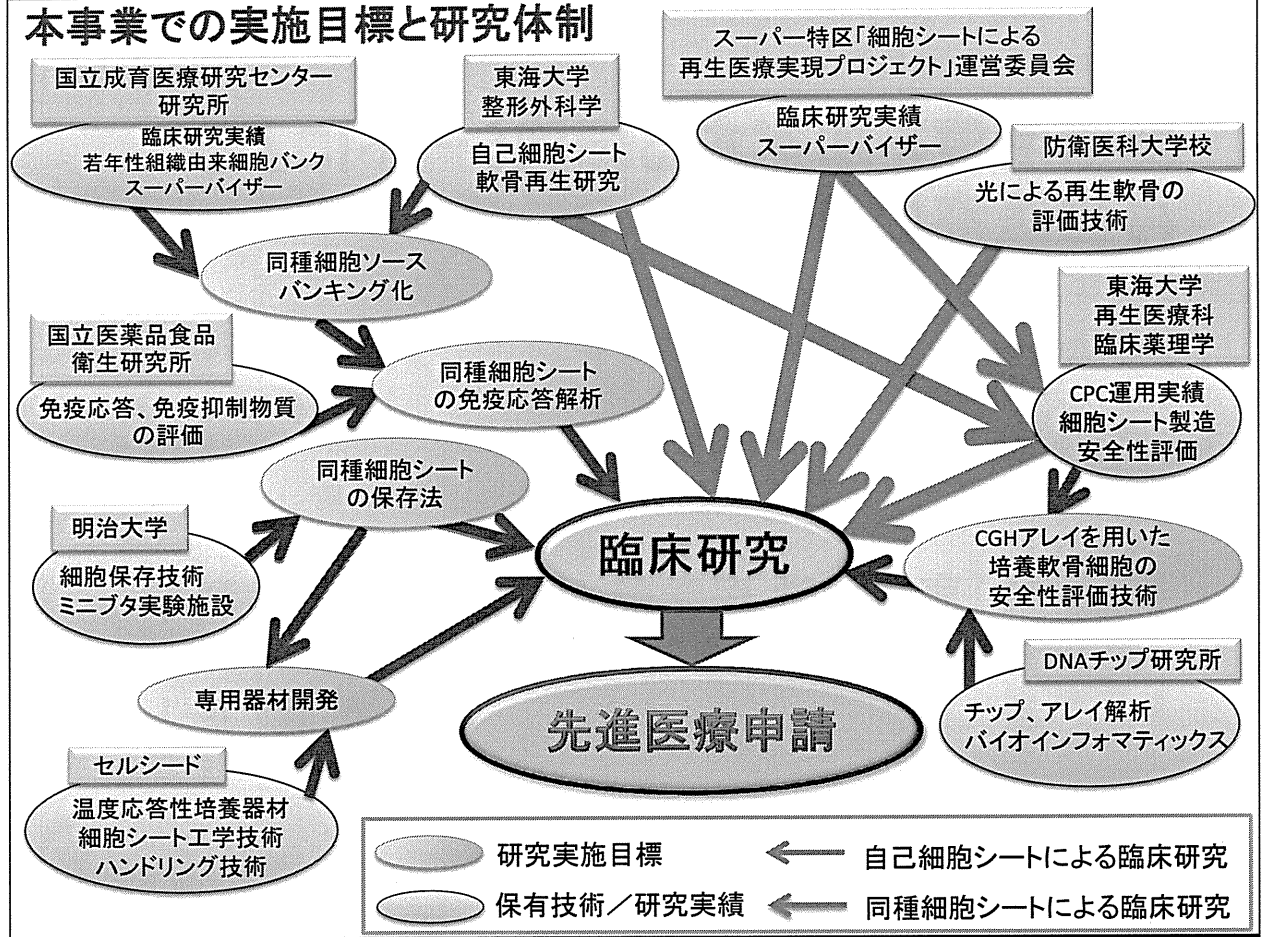 本事業での実施目標と研究体制
国立成育医療研究センター
研究所
臨床研究実績
若年性組織由来細胞バンク
スーパーバイザー
東海大学
整形外科学
自己細胞シート
軟骨再生研究
スーパー特区「細胞シートによる
再生医療実現プロジェクト」運営委員会
臨床研究実績
スーパーバイザー
防衛医科大学校
光による再生軟骨の
評価技術
同種細胞ソース
バンキング化
東海大学
再生医療科
臨床薬理学
CPC運用実績
細胞シート製造
安全性評価
国立医薬品食品
衛生研究所
免疫応答、免疫抑制物質
の評価
同種細胞シート
の免疫応答解析
同種細胞シート
の保存法
明治大学
細胞保存技術
ミニブタ実験施設
臨床研究
CGHアレイを用いた
培養軟骨細胞の
安全性評価技術
DNAチップ研究所
チップ、アレイ解析
バイオインフォマティックス
専用器材開発
先進医療申請
セルシード
温度応答性培養器材
細胞シート工学技術
ハンドリング技術
研究実施目標
自己細胞シートによる臨床研究
保有技術／研究実績
同種細胞シートによる臨床研究